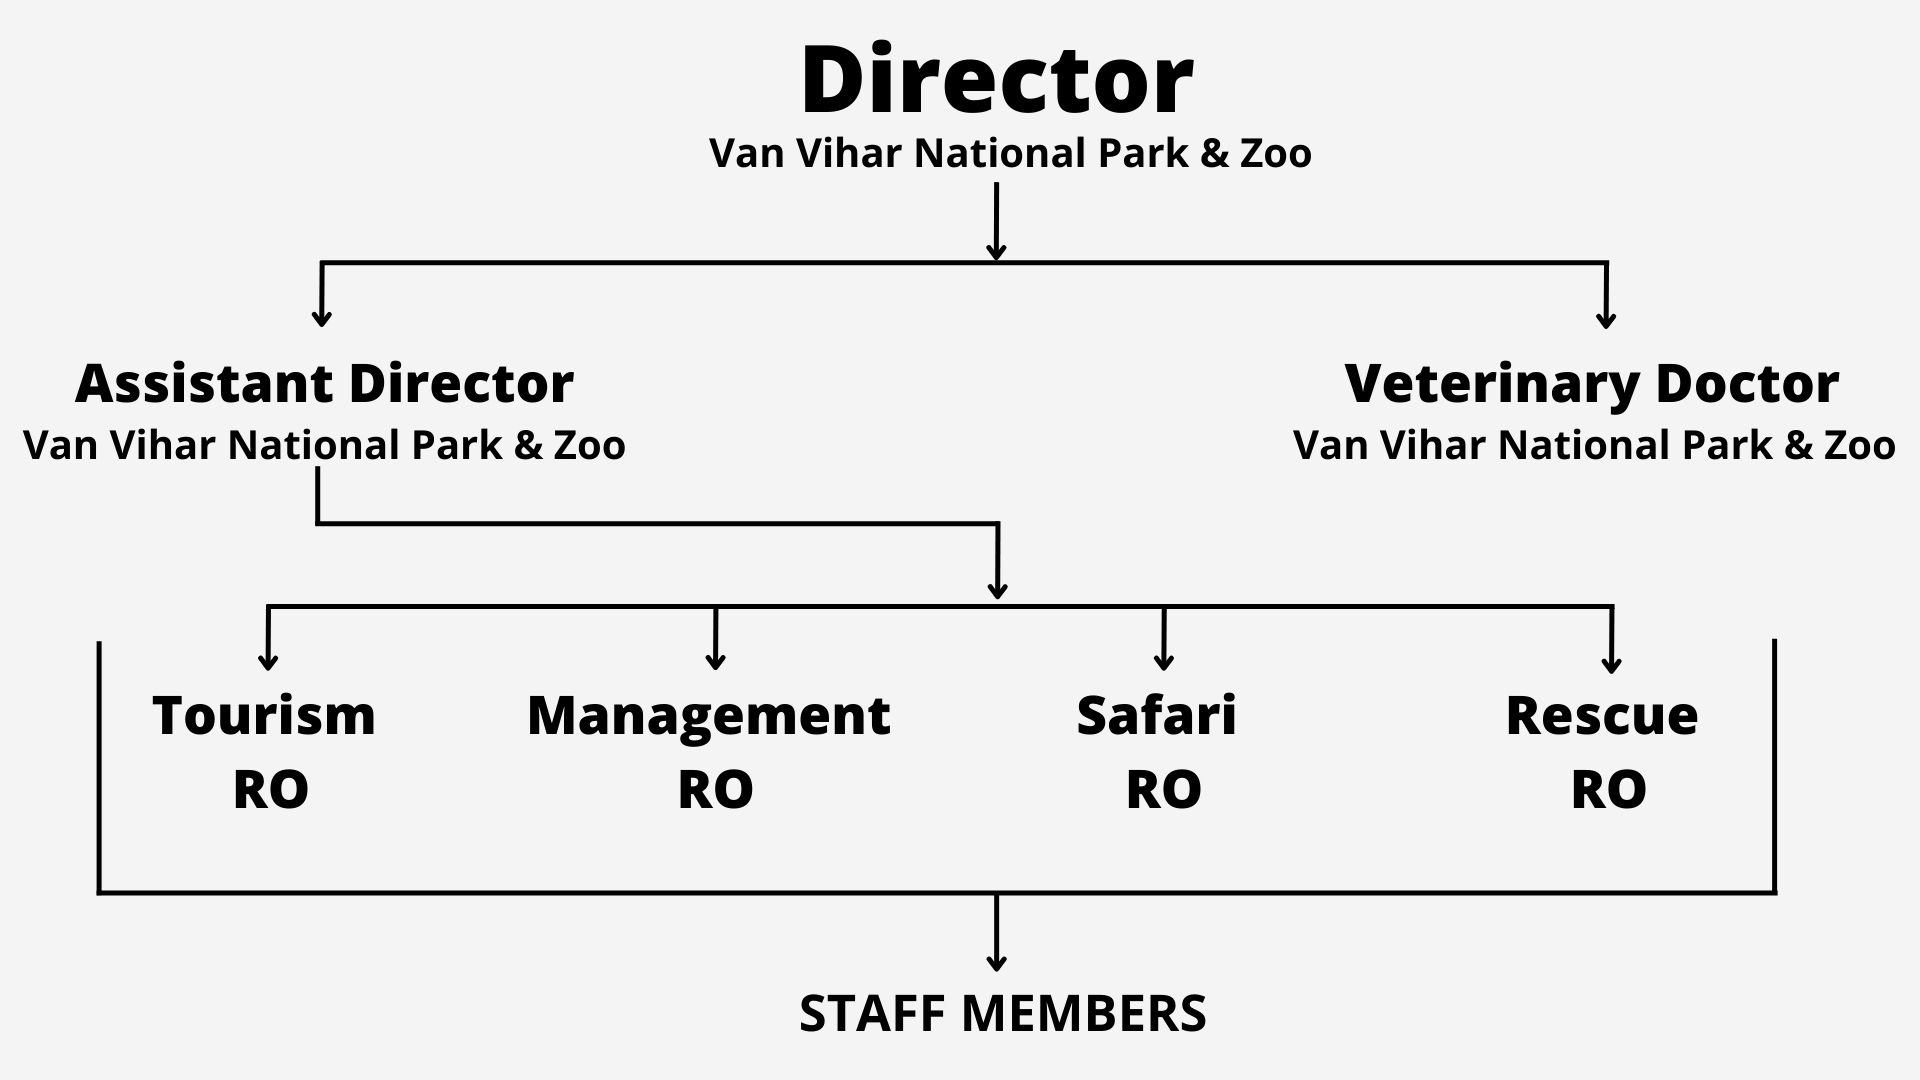 Director
Van Vihar National Park & Zoo
Assistant Director
Van Vihar National Park & Zoo
Veterinary Doctor
Van Vihar National Park & Zoo
Tourism
RO
Management
RO
Safari
RO
Rescue
RO
STAFF MEMBERS